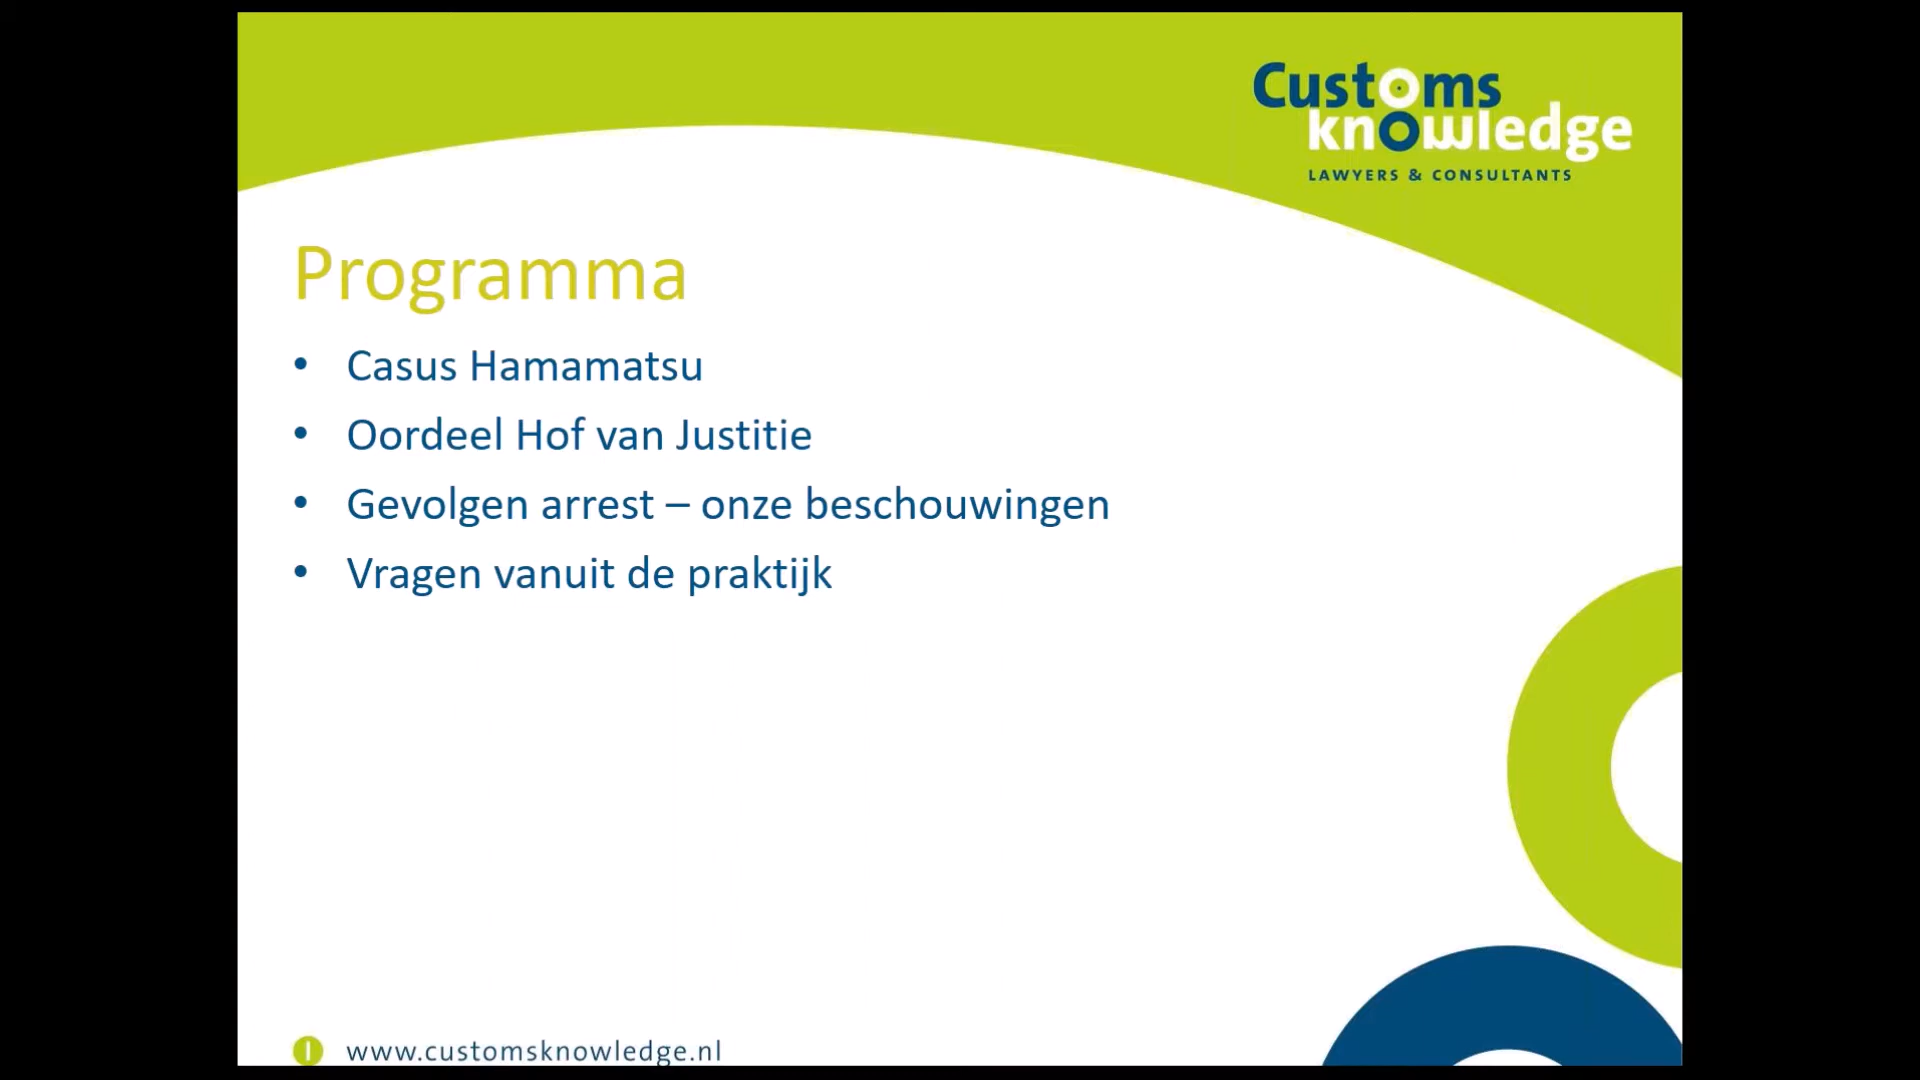 Customs
knowledge
LAWYERS & CONSULTANTS
Programma
• Casus Hamamatsu
• Oordeel Hof van Justitie
• Gevolgen arrest – onze beschouwingen
• Vragen vanuit de praktijk
www.customsknowledge.nl